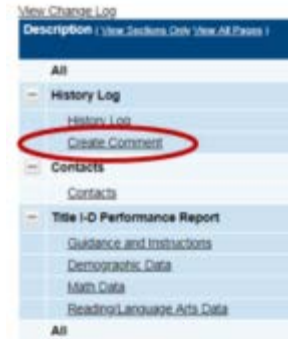 View Change Log
Description ( View Sections Only View All Pages )
All
History Log
History Log
Create Comment
Contacts
Contacts
Title I-D Performance Report
Guidance and Instructions
Demographic Data
Math Data
Reading/Language Arts Data
All